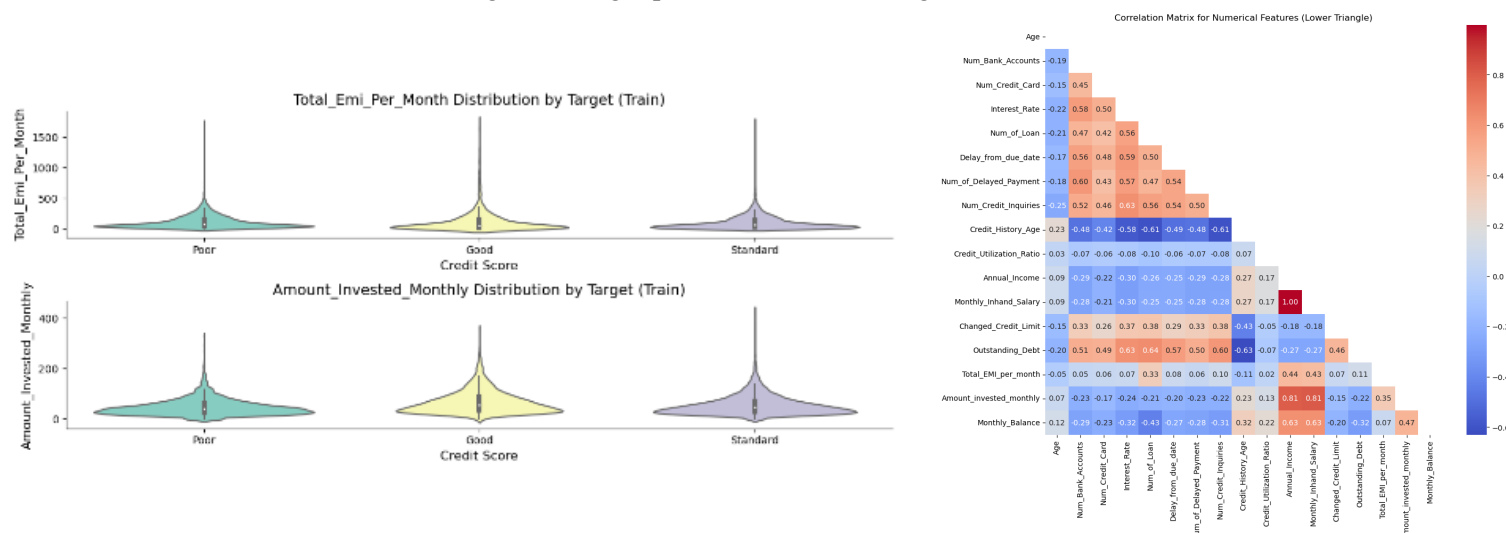 Total_Emi_Per_Month Distribution by Target (Train)
Total_Emi_Per_Month
1500
1000
500
0
Poor
Good
Standard
Credit Score
Amount_Invested_Monthly Distribution by Target (Train)
Amount_Invested_Monthly
400
200
0
Poor
Good
Standard
Credit Score
Correlation Matrix for Numerical Features (Lower Triangle)
Age
Num_Bank_Accounts -0.19
Num_Credit_Card -0.15 0.45
Interest_Rate -0.22 0.58 0.50
Num_of_Loan -0.21 0.47 0.42 0.56
Delay_from_due_date -0.17 0.56 0.48 0.59 0.50
Num_of_Delayed_Payment -0.18 0.60 0.43 0.57 0.47 0.54
Num_Credit_Inquiries -0.25 0.52 0.46 0.63 0.56 0.54 0.50
Credit_History_Age 0.23 -0.48 -0.42 -0.58 -0.61 -0.49 -0.48 -0.61
Credit_Utilization_Ratio 0.03 -0.07 -0.06 -0.08 -0.10 -0.06 -0.07 -0.08 0.07
Annual_Income 0.09 -0.29 -0.22 -0.30 -0.26 -0.25 -0.29 -0.28 0.27 0.17
Monthly_Inhand_Salary 0.09 -0.28 -0.21 -0.30 -0.25 -0.25 -0.28 -0.28 0.27 0.17 1.00
Changed_Credit_Limit -0.15 0.33 0.26 0.37 0.38 0.29 0.33 0.38 -0.43 -0.05 -0.18 -0.18
Outstanding_Debt -0.20 0.51 0.49 0.63 0.64 0.57 0.50 0.60 -0.63 -0.07 -0.27 -0.27 0.46
Total_EMI_per_month -0.05 0.05 0.06 0.07 0.33 0.08 0.06 0.10 -0.11 0.02 0.44 0.43 0.07 0.11
Amount_invested_monthly 0.07 -0.23 -0.17 -0.24 -0.21 -0.20 -0.23 -0.22 0.23 0.13 0.81 0.81 -0.15 -0.22 0.35
Monthly_Balance 0.12 -0.29 -0.23 -0.32 -0.43 -0.27 -0.28 -0.31 0.32 0.22 0.63 0.63 -0.20 -0.32 0.07 0.47
Age
Num_Bank_Accounts
Num_Credit_Card
Interest_Rate
Num_of_Loan
Delay_from_due_date
um_of_Delayed_Payment
Num_Credit_Inquiries
Credit_History_Age
Credit_Utilization_Ratio
Annual_Income
Monthly_Inhand_Salary
Changed_Credit_Limit
Outstanding_Debt
Total_EMI_per_month
mount_invested_monthly
Monthly_Balance
0.8
0.6
0.4
0.2
0.0